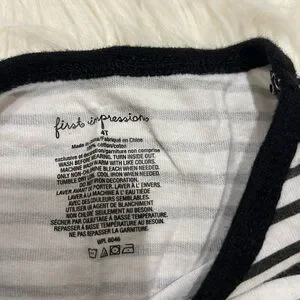 first impressions
4T
Made in China/Fabriqué en Chine
100% cotton/coton
exclusive of decoration/garniture non comprise
WASH BEFORE WEARING. TURN INSIDE OUT.
MACHINE WASH WARM WITH LIKE COLORS.
ONLY NON-CHLORINE BLEACH WHEN NEEDED.
TUMBLE DRY LOW. COOL IRON WHEN NEEDED.
DO NOT IRON DECORATION.
LAVER AVANT DE PORTER. LAVER À L'ENVERS.
LAVER À LA MACHINE À L'EAU TIÈDE
AVEC DES COULEURS SEMBLABLES.
UTILISER UN AGENT DE BLANCHIMENT
SANS CHLORE SEULEMENT AU BESOIN.
SÉCHER PAR CULBUTAGE À BASSE TEMPÉRATURE.
REPASSER À BASSE TEMPÉRATURE AU BESOIN.
NE PAS REPASSER LA GARNITURE.
WPL 8046